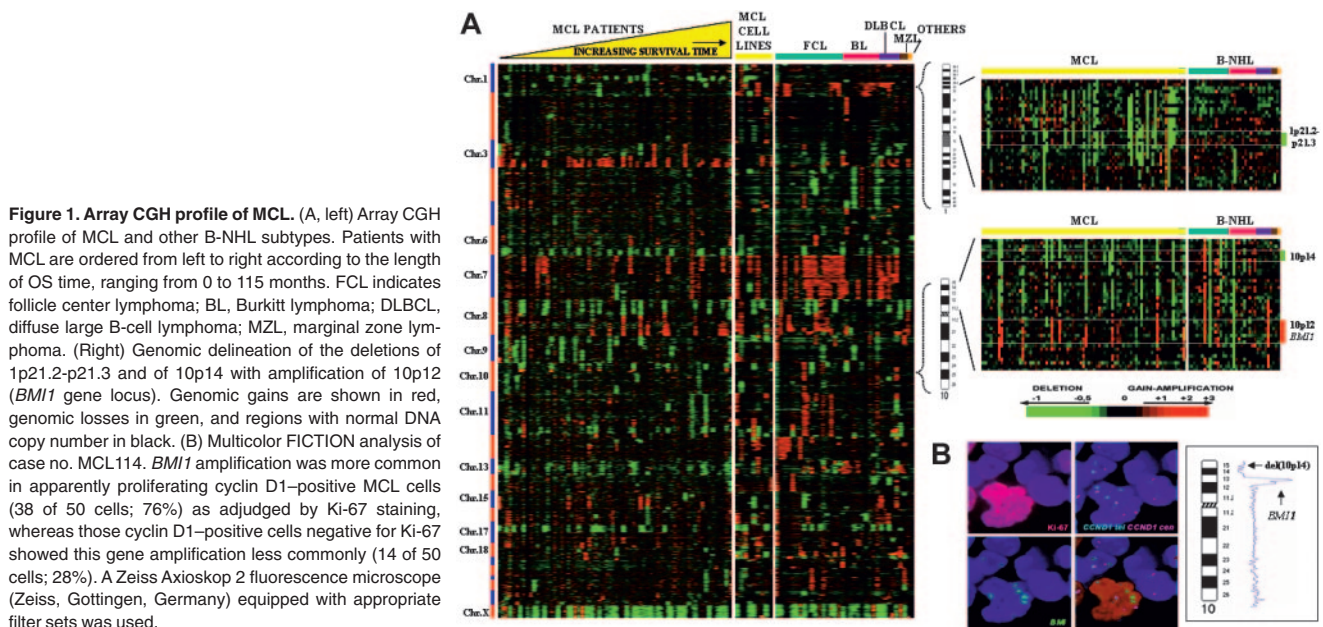 Figure 1. Array CGH profile of MCL. (A, left) Array CGH
profile of MCL and other B-NHL subtypes. Patients with
MCL are ordered from left to right according to the length
of OS time, ranging from 0 to 115 months. FCL indicates
follicle center lymphoma; BL, Burkitt lymphoma; DLBCL,
diffuse large B-cell lymphoma; MZL, marginal zone lym-
phoma. (Right) Genomic delineation of the deletions of
1p21.2-p21.3 and of 10p14 with amplification of 10p12
(BMI1 gene locus). Genomic gains are shown in red,
genomic losses in green, and regions with normal DNA
copy number in black. (B) Multicolor FICTION analysis of
case no. MCL114. BMI1 amplification was more common
in apparently proliferating cyclin D1–positive MCL cells
(38 of 50 cells; 76%) as adjudged by Ki-67 staining,
whereas those cyclin D1–positive cells negative for Ki-67
showed this gene amplification less commonly (14 of 50
cells; 28%). A Zeiss Axioskop 2 fluorescence microscope
(Zeiss, Gottingen, Germany) equipped with appropriate
filter sets was used.
A
MCL PATIENTS
INCREASING SURVIVAL TIME
MCL
CELL
LINES
FCL
BL
DLBCL
MZL
OTHERS
Chr.1
Chr.3
Chr.6
Chr.7
Chr.8
Chr.9
Chr.10
Chr.11
Chr.13
Chr.15
Chr.17
Chr.18
Chr.X
1
MCL
B-NHL
1p21.2-
p21.3
10
MCL
B-NHL
10p14
10p12
BMI1
DELETION
GAIN-AMPLIFICATION
-1 -0,5 0 +1 +2 +3
B
Ki-67
CCND1 tel CCND1 cen
BMI
del(10p14)
BMI1
10